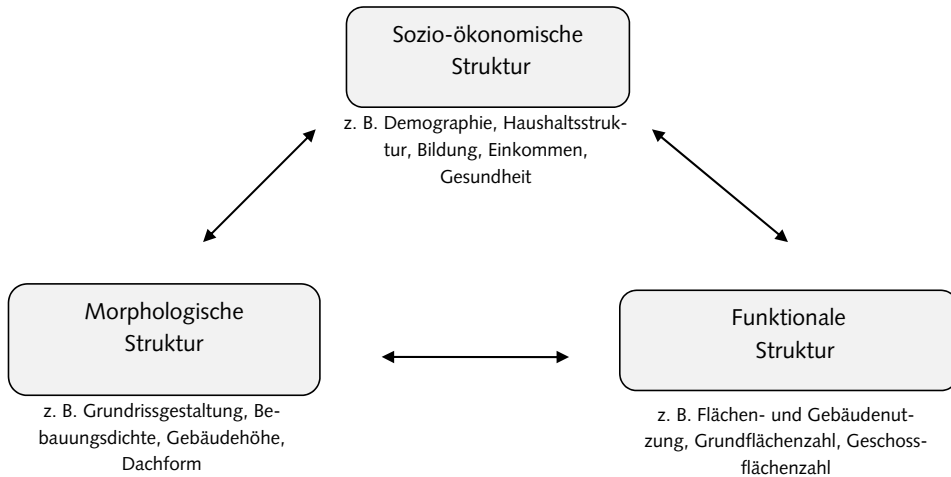 Sozio-ökonomische
Struktur
z. B. Demographie, Haushaltsstruk-
tur, Bildung, Einkommen,
Gesundheit
Morphologische
Struktur
z. B. Grundrissgestaltung, Be-
bauungsdichte, Gebäudehöhe,
Dachform
Funktionale
Struktur
z. B. Flächen- und Gebäudenut-
zung, Grundflächenzahl, Geschoss-
flächenzahl